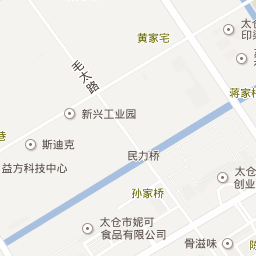 太仓
印染
黄家宅
毛太路
蒋家村
新兴工业园
巷
斯迪克
益方科技中心
民力桥
太仓
创业
孙家桥
太仓市妮可
食品有限公司
骨滋味